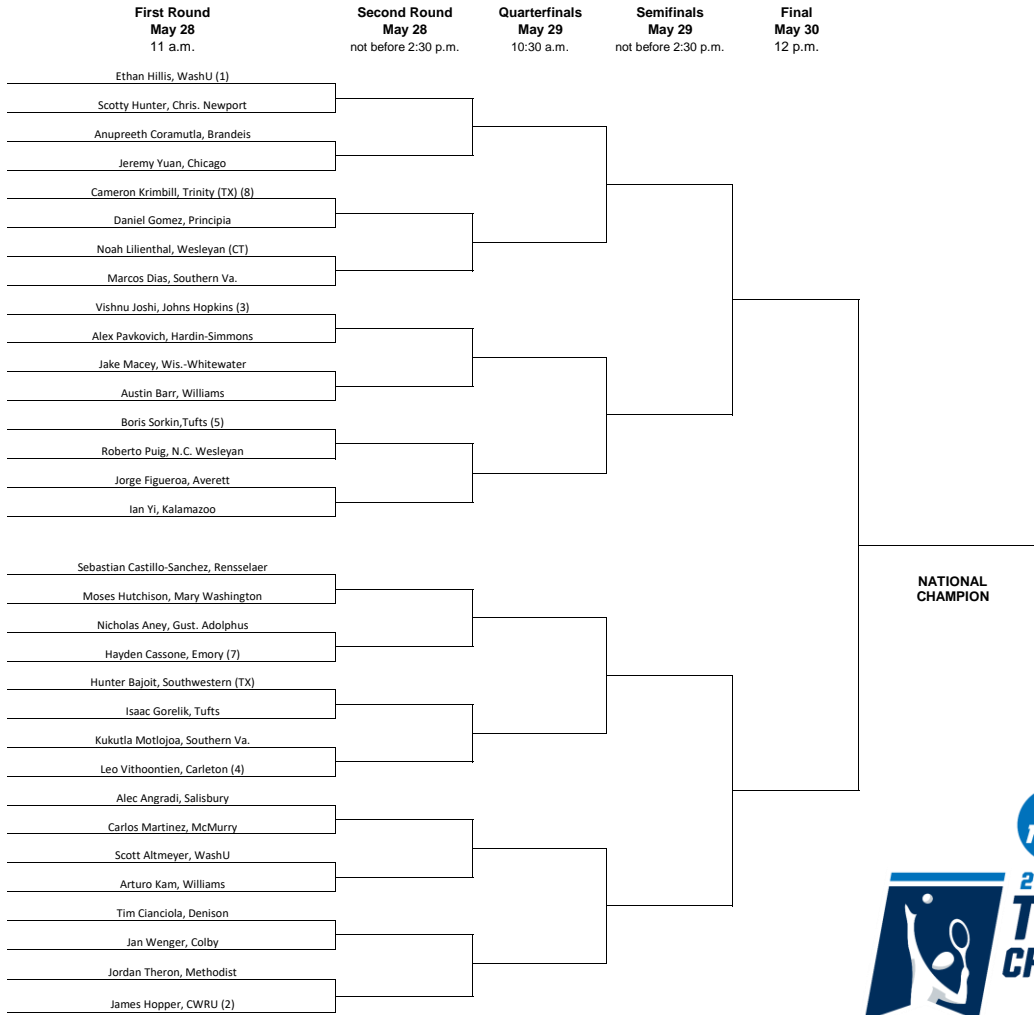 First Round
May 28
11 a.m.
Second Round
May 28
not before 2:30 p.m.
Quarterfinals
May 29
10:30 a.m.
Semifinals
May 29
not before 2:30 p.m.
Final
May 30
12 p.m.
Ethan Hillis, WashU (1)
Scotty Hunter, Chris. Newport
Anupreeth Coramutla, Brandeis
Jeremy Yuan, Chicago
Cameron Krimbill, Trinity (TX) (8)
Daniel Gomez, Principia
Noah Lilienthal, Wesleyan (CT)
Marcos Dias, Southern Va.
Vishnu Joshi, Johns Hopkins (3)
Alex Pavkovich, Hardin-Simmons
Jake Macey, Wis.-Whitewater
Austin Barr, Williams
Boris Sorkin,Tufts (5)
Roberto Puig, N.C. Wesleyan
Jorge Figueroa, Averett
Ian Yi, Kalamazoo
Sebastian Castillo-Sanchez, Rensselaer
Moses Hutchison, Mary Washington
Nicholas Aney, Gust. Adolphus
Hayden Cassone, Emory (7)
Hunter Bajoit, Southwestern (TX)
Isaac Gorelik, Tufts
Kukutla Motlojoa, Southern Va.
Leo Vithoontien, Carleton (4)
Alec Angradi, Salisbury
Carlos Martinez, McMurry
Scott Altmeyer, WashU
Arturo Kam, Williams
Tim Cianciola, Denison
Jan Wenger, Colby
Jordan Theron, Methodist
James Hopper, CWRU (2)
NATIONAL
CHAMPION